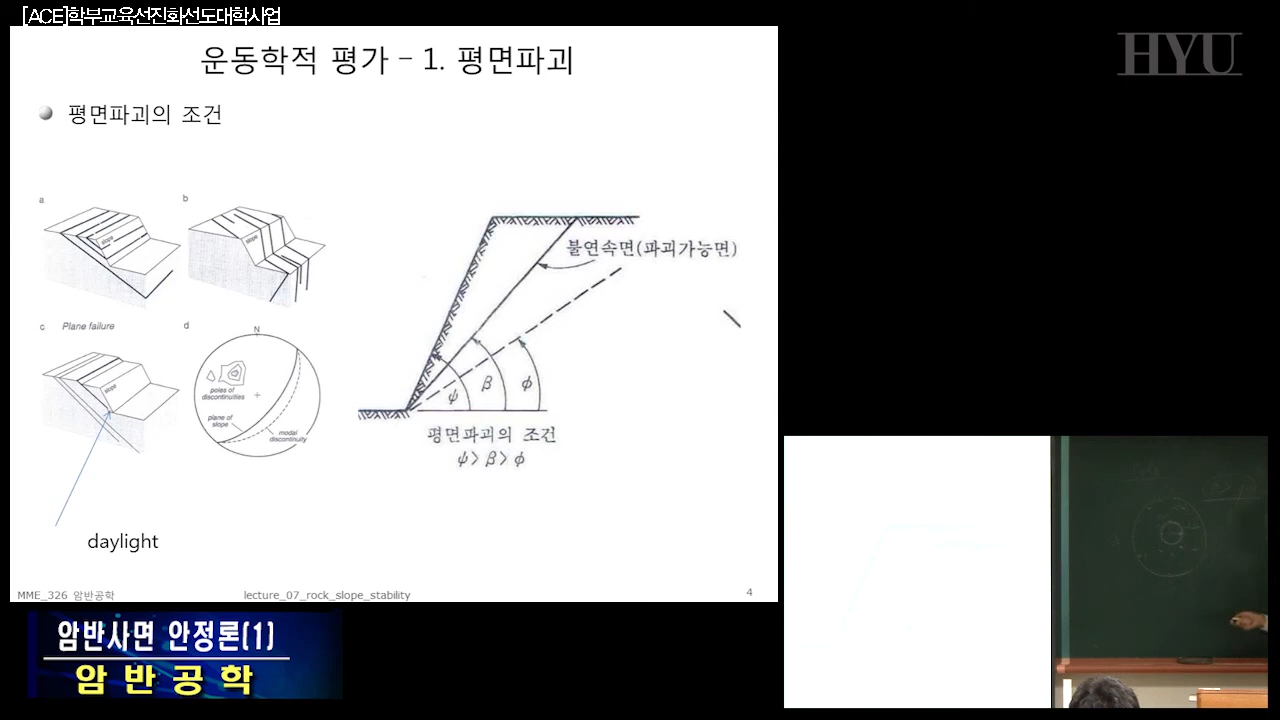 [ACE]학부교육선진화선도대학사업
HYU
운동학적 평가 – 1. 평면파괴
평면파괴의 조건
a
slope
b
slope
c Plane failure
slope
d
N
poles of
discontinuities
plane of
slope
modal
discontinuity
daylight
불연속면(파괴가능면)
ψ
β
φ
평면파괴의 조건
ψ > β > φ
MME_326 암반공학
lecture_07_rock_slope_stability
4
암반사면 안정론(1)
암반공학